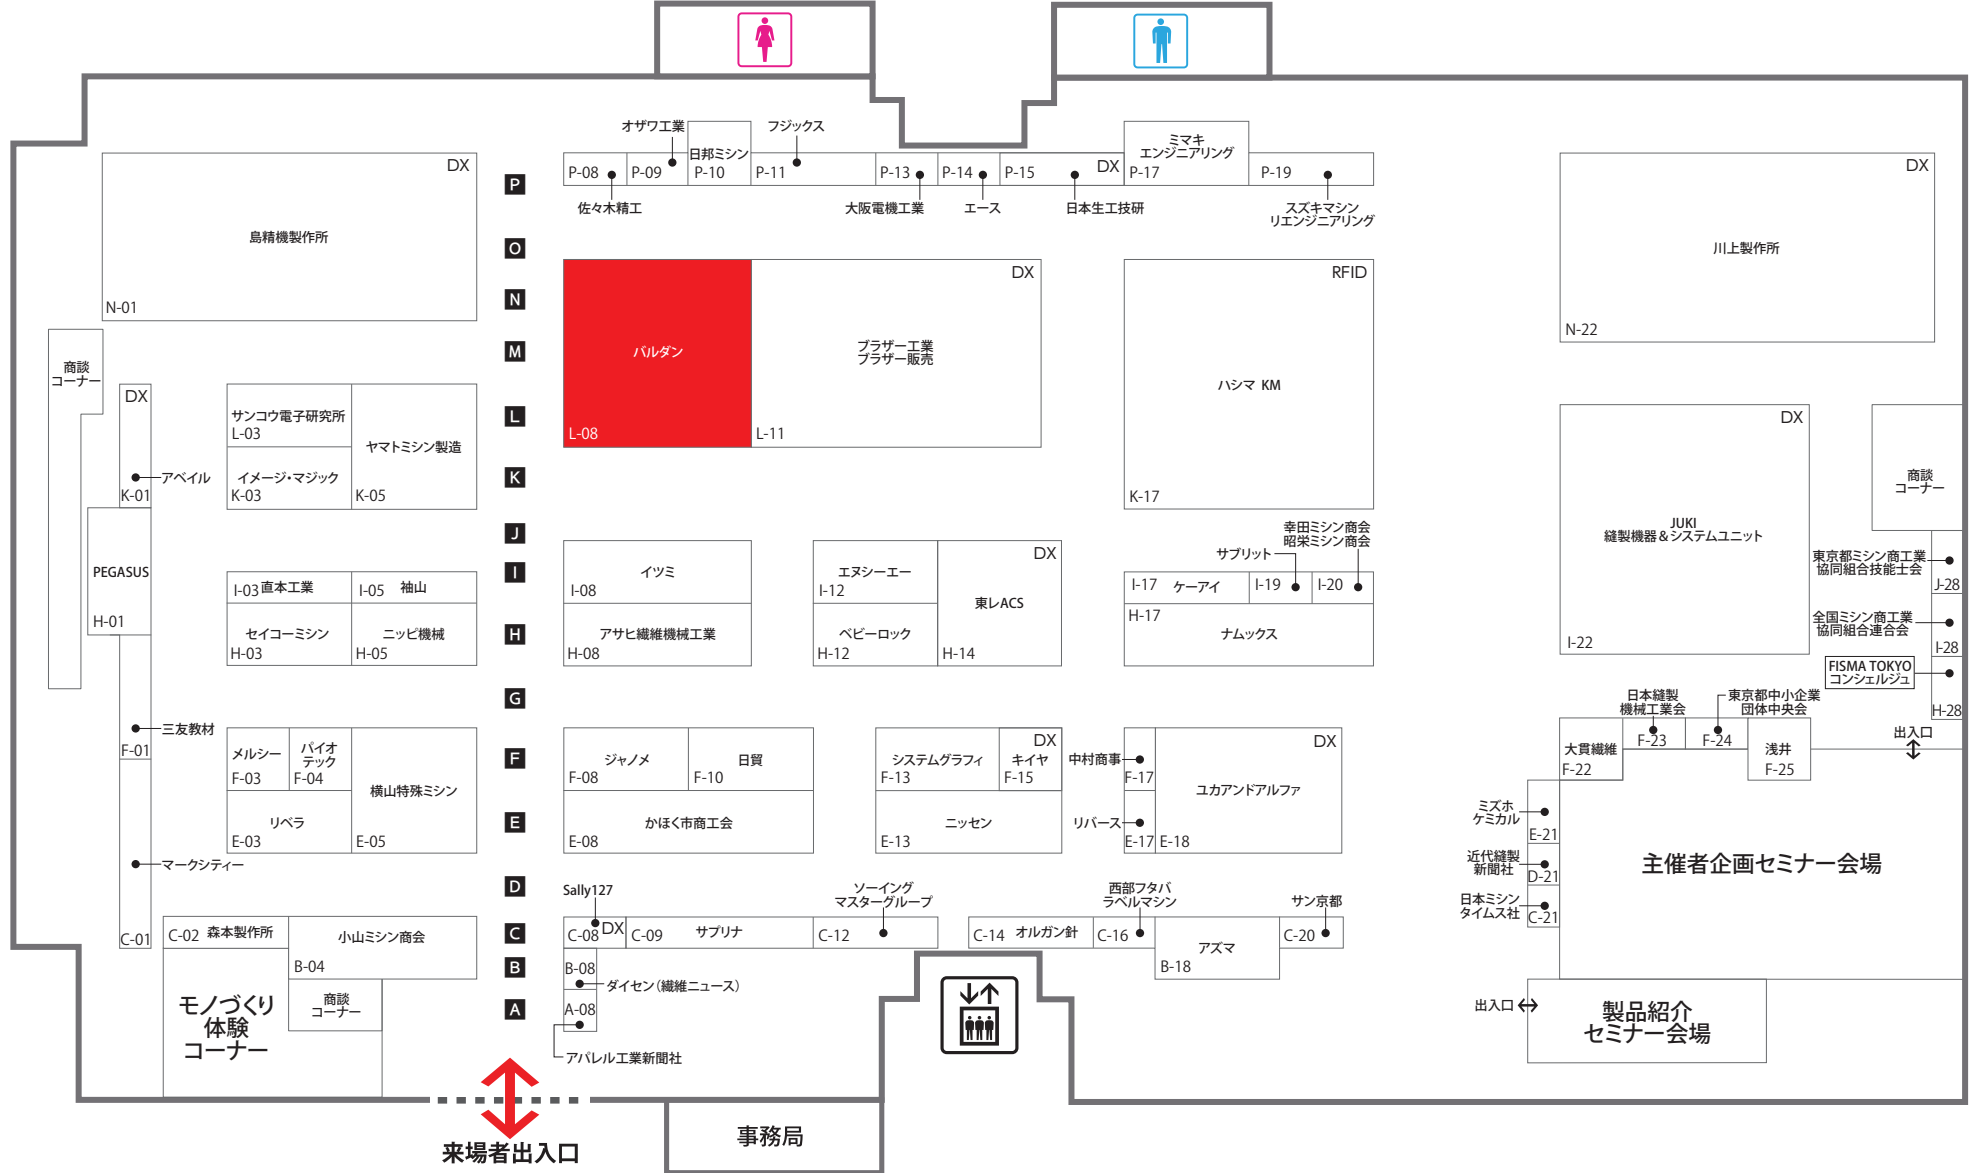 オザワ工業
フジックス
P-08
P-09
日邦ミシン
P-10
P-11
P-13
P-14
P-15
DX
ミマキ
エンジニアリング
P-17
P-19
佐々木精工
大阪電機工業
エース
日本生工技研
スズキマシン
リエンジニアリング
P
O
N
M
L
K
J
I
H
G
F
E
D
C
B
A
DX
島精機製作所
N-01
バルダン
L-08
DX
ブラザー工業
ブラザー販売
L-11
RFID
ハシマ KM
K-17
DX
川上製作所
N-22
商談
コーナー
DX
アベイル
K-01
サンコウ電子研究所
L-03
イメージ・マジック
K-03
ヤマトミシン製造
K-05
PEGASUS
H-01
I-03 直本工業
I-05 袖山
セイコーミシン
H-03
ニッピ機械
H-05
イツミ
I-08
アサヒ繊維機械工業
H-08
エヌシーエー
I-12
ベビーロック
H-12
DX
東レACS
H-14
幸田ミシン商会
昭栄ミシン商会
サブリット
I-17 ケーアイ
I-19
I-20
H-17
ナムックス
DX
JUKI
縫製機器＆システムユニット
I-22
商談
コーナー
東京都ミシン商工業
協同組合技能士会
J-28
全国ミシン商工業
協同組合連合会
I-28
FISMA TOKYO
コンシェルジュ
H-28
三友教材
F-01
メルシー
F-03
パイオ
テック
F-04
横山特殊ミシン
E-05
リベラ
E-03
ジャノメ
F-08
日貿
F-10
かほく市商工会
E-08
システムグラフィ
F-13
DX
キイヤ
F-15
ニッセン
E-13
中村商事
F-17
リバース
E-17
DX
ユカアンドアルファ
E-18
日本縫製
機械工業会
F-23
東京都中小企業
団体中央会
F-24
大貫繊維
F-22
浅井
F-25
出入口
ミズホ
ケミカル
E-21
近代縫製
新聞社
D-21
日本ミシン
タイムス社
C-21
主催者企画セミナー会場
マークシティー
C-01
C-02 森本製作所
小山ミシン商会
B-04
商談
コーナー
モノづくり
体験
コーナー
Sally127
C-08
DX
C-09 サプリナ
ソーイング
マスターグループ
C-12
B-08
ダイセン（繊維ニュース）
A-08
アパレル工業新聞社
C-14 オルガン針
西部フタバ
ラベルマシン
C-16
アズマ
B-18
サン京都
C-20
出入口
製品紹介
セミナー会場
来場者出入口
事務局